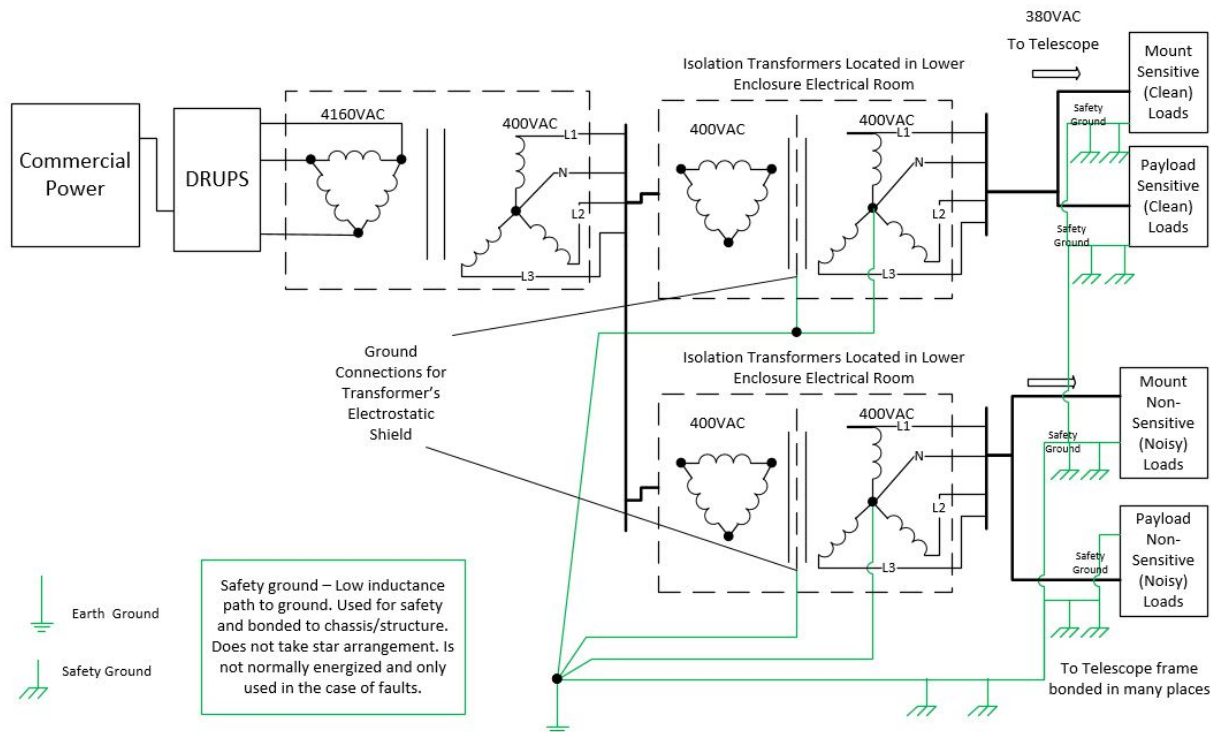 380VAC
To Telescope
Isolation Transformers Located in Lower
Enclosure Electrical Room
Mount
Sensitive
(Clean)
Loads
Commercial
Power
DRUPS
4160VAC
400VAC
L1
N
L2
L3
400VAC
400VAC
L1
N
L2
L3
Safety
Ground
Payload
Sensitive
(Clean)
Loads
Safety
Ground
Ground
Connections for
Transformer’s
Electrostatic
Shield
Isolation Transformers Located in Lower
Enclosure Electrical Room
400VAC
400VAC
L1
N
L2
L3
Mount
Non-
Sensitive
(Noisy)
Loads
Safety
Ground
Payload
Non-
Sensitive
(Noisy)
Loads
Safety
Ground
Earth Ground
Safety Ground
Safety ground – Low inductance
path to ground. Used for safety
and bonded to chassis/structure.
Does not take star arrangement. Is
not normally energized and only
used in the case of faults.
To Telescope frame
bonded in many places